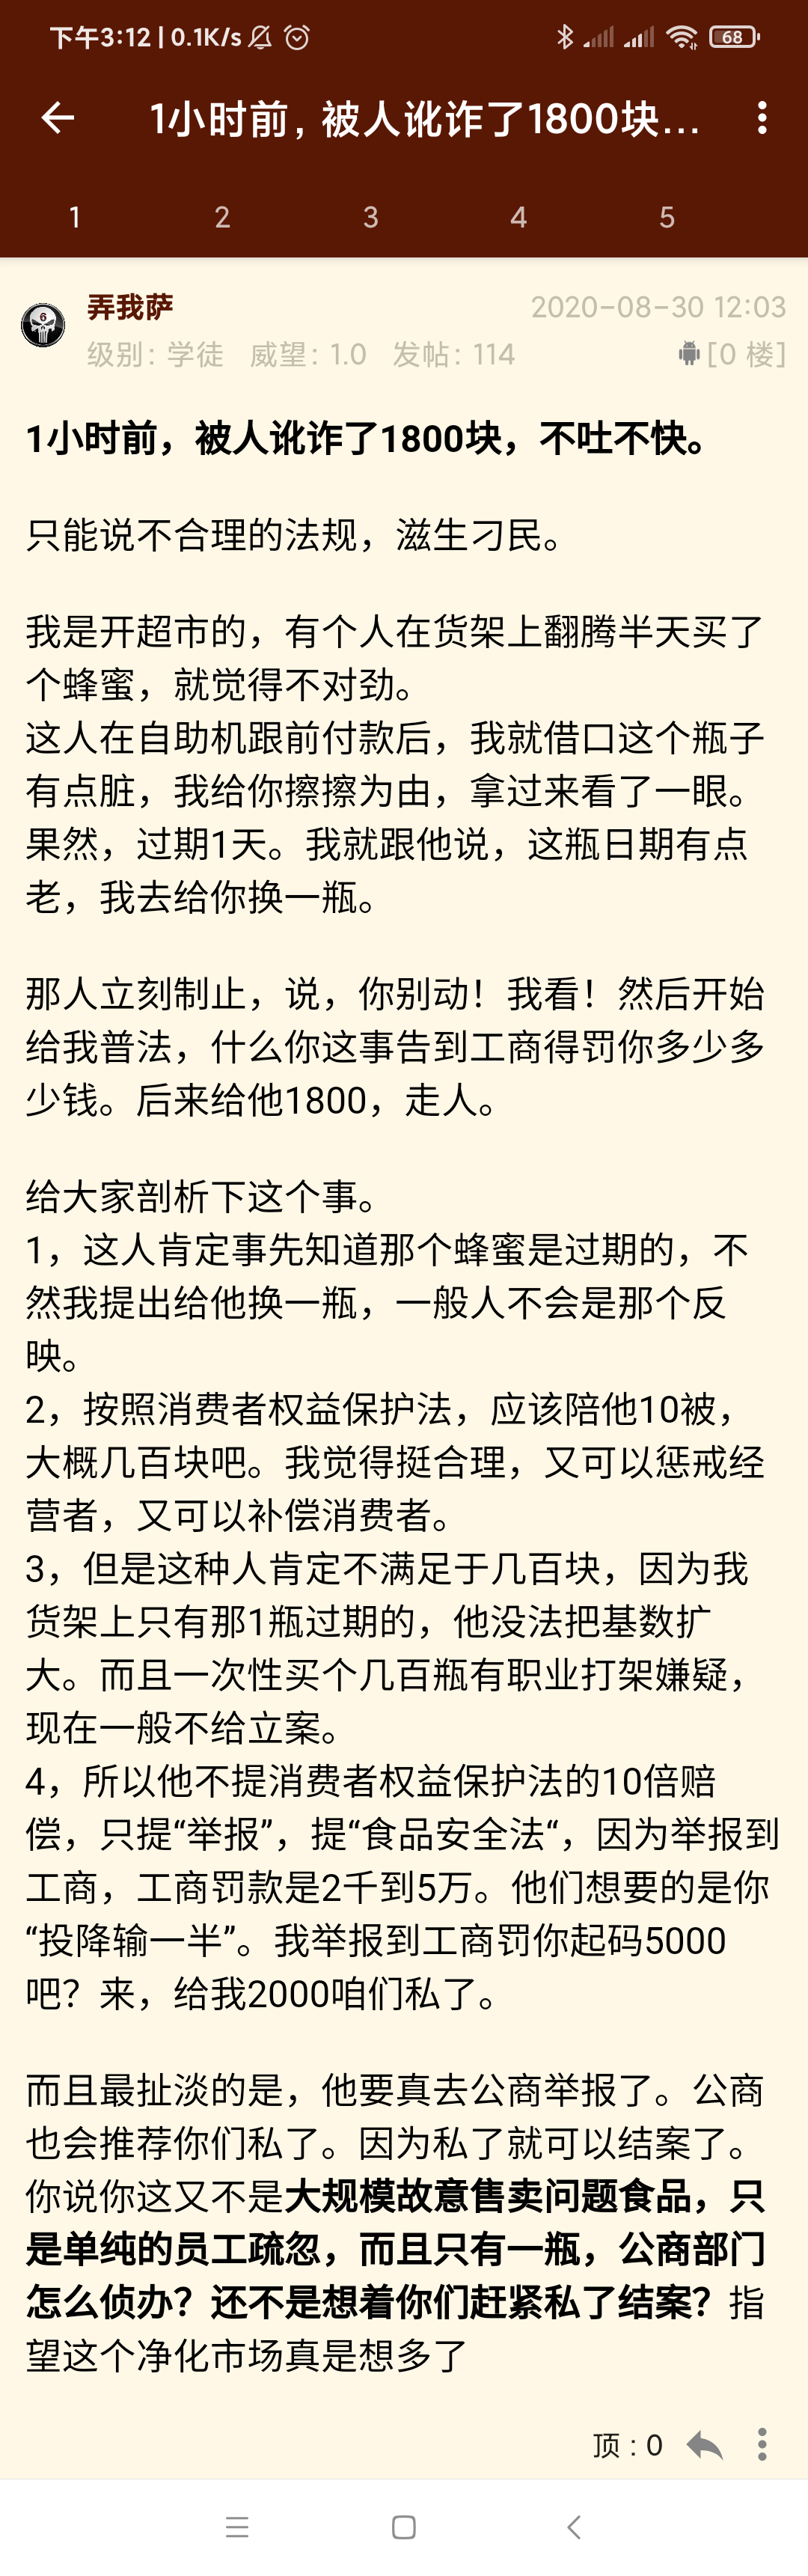 下午3:12 | 0.1K/s
68
1小时前，被人讹诈了1800块...
1 2 3 4 5
6
弄我萨
2020-08-30 12:03
级别: 学徒 威望: 1.0 发帖: 114
[0 楼]
1小时前，被人讹诈了1800块，不吐不快。
只能说不合理的法规，滋生刁民。
我是开超市的，有个人在货架上翻腾半天买了
个蜂蜜，就觉得不对劲。
这人在自助机跟前付款后，我就借口这个瓶子
有点脏，我给你擦擦为由，拿过来看了一眼。
果然，过期1天。我就跟他说，这瓶日期有点
老，我去给你换一瓶。
那人立刻制止，说，你别动！我看！然后开始
给我普法，什么你这事告到工商得罚你多少多
少钱。后来给他1800，走人。
给大家剖析下这个事。
1，这人肯定事先知道那个蜂蜜是过期的，不
然我提出给他换一瓶，一般人不会是那个反
映。
2，按照消费者权益保护法，应该陪他10被，
大概几百块吧。我觉得挺合理，又可以惩戒经
营者，又可以补偿消费者。
3，但是这种人肯定不满足于几百块，因为我
货架上只有那1瓶过期的，他没法把基数扩
大。而且一次性买个几百瓶有职业打架嫌疑，
现在一般不给立案。
4，所以他不提消费者权益保护法的10倍赔
偿，只提“举报”，提“食品安全法“，因为举报到
工商，工商罚款是2千到5万。他们想要的是你
“投降输一半”。我举报到工商罚你起码5000
吧？来，给我2000咱们私了。
而且最扯淡的是，他要真去公商举报了。公商
也会推荐你们私了。因为私了就可以结案了。
你说你这又不是大规模故意售卖问题食品，只
是单纯的员工疏忽，而且只有一瓶，公商部门
怎么侦办？还不是想着你们赶紧私了结案？指
望这个净化市场真是想多了
顶 : 0